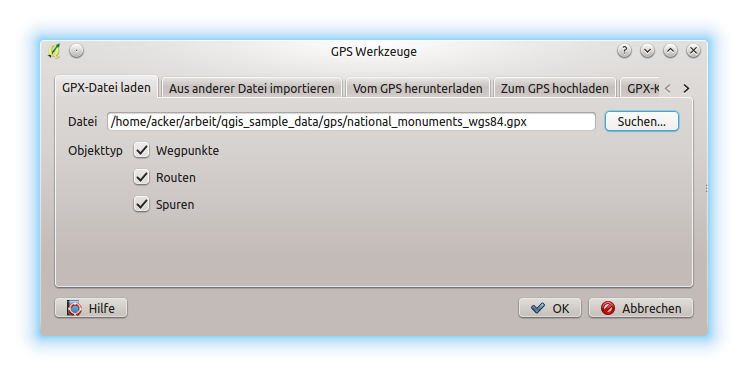 GPS Werkzeuge
GPX-Datei laden Aus anderer Datei importieren Vom GPS herunterladen Zum GPS hochladen GPX-K
Datei /home/acker/arbeit/qgis_sample_data/gps/national_monuments_wgs84.gpx Suchen...
Objekttyp Wegpunkte
Routen
Spuren
Hilfe OK Abbrechen